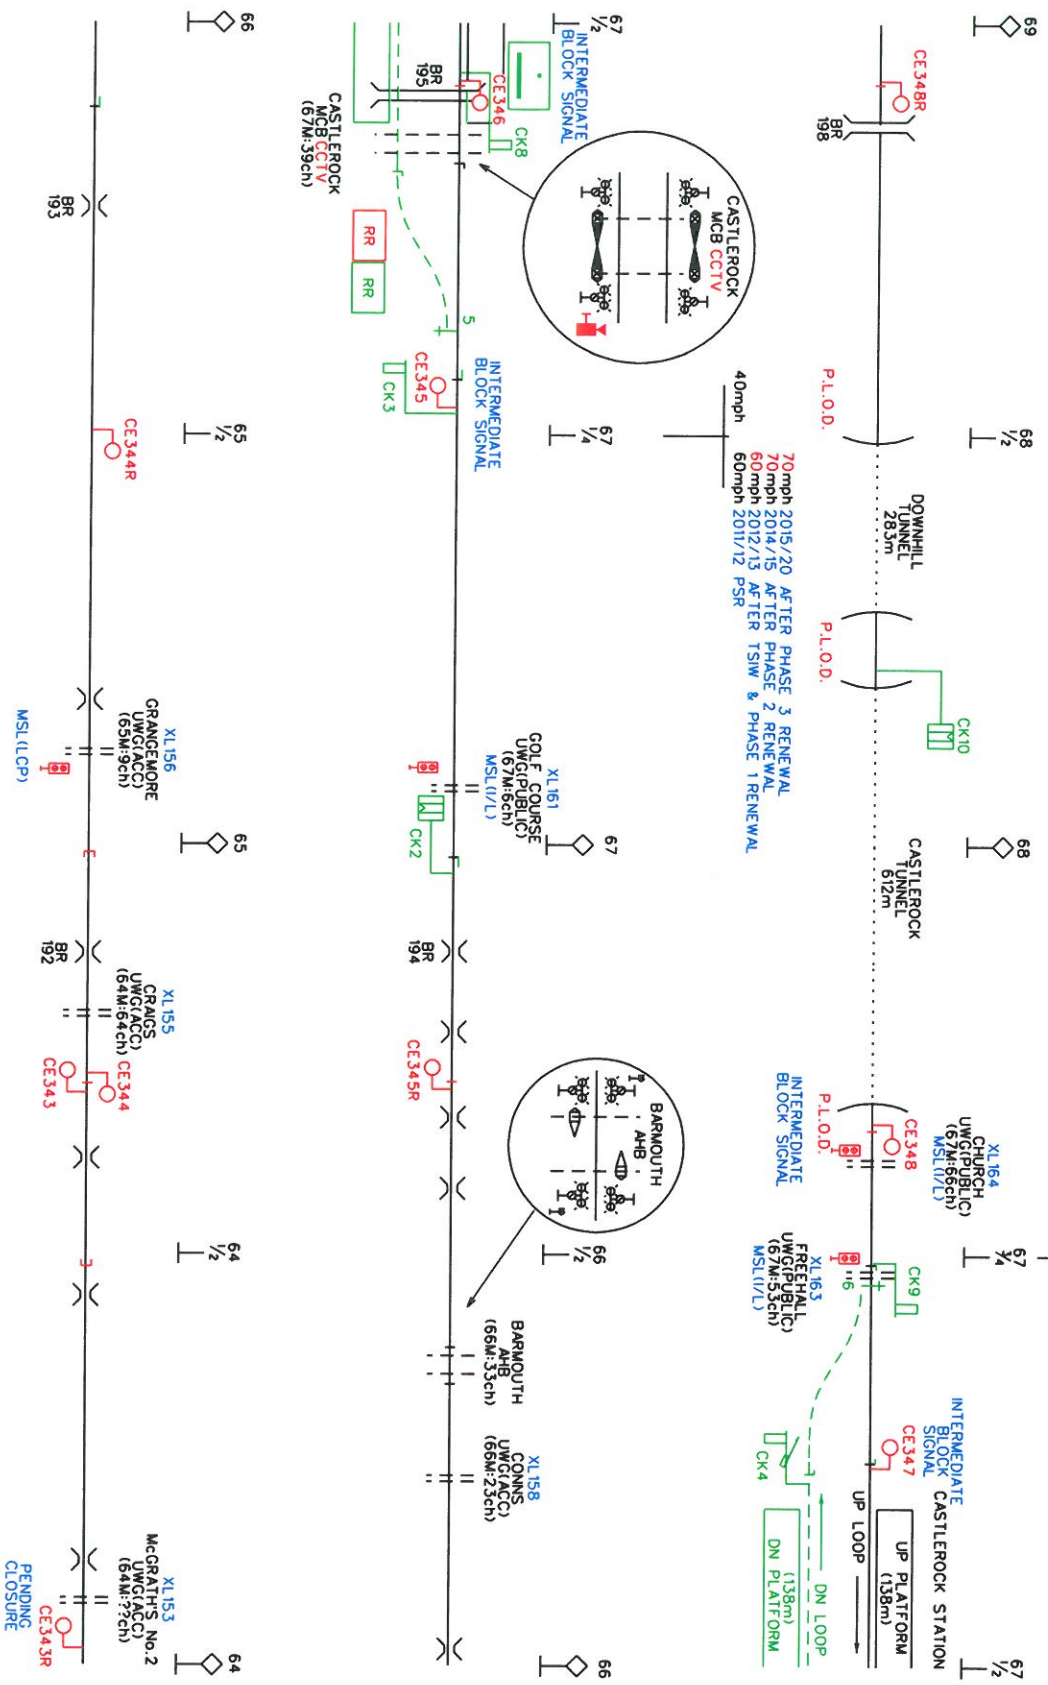 69
CE348R
BR
198
P.L.O.D.
68
½
DOWNHILL
TUNNEL
283m
P.L.O.D.
CK10
68
CASTLEROCK
TUNNEL
612m
P.L.O.D.
INTERMEDIATE
BLOCK SIGNAL
CE348
XL164
CHURCH
UWG(PUBLIC)
(67M:66ch)
MSL(I/L)
67
¾
XL163
FREEHALL
UWG(PUBLIC)
(67M:53ch)
MSL(I/L)
CK9
6
CK4
INTERMEDIATE
BLOCK
SIGNAL
CE347
CASTLEROCK STATION
UP PLATFORM
(138m)
UP LOOP
DN LOOP
(138m)
DN PLATFORM
67
½
40mph
70mph 2015/20 AFTER PHASE 3 RENEWAL
70mph 2014/15 AFTER PHASE 2 RENEWAL
60mph 2012/13 AFTER TSIW & PHASE 1 RENEWAL
60mph 2011/12 PSR
CASTLEROCK
MCB CCTV
67
½
INTERMEDIATE
BLOCK SIGNAL
CE346
CK8
BR
195
CASTLEROCK
MCB CCTV
(67M:39ch)
RR
RR
5
INTERMEDIATE
BLOCK SIGNAL
CE345
CK3
67
¼
XL161
GOLF COURSE
UWG(PUBLIC)
(67M:6ch)
MSL(I/L)
CK2
67
BR
194
CE345R
BARMOUTH
AHB
66
½
BARMOUTH
AHB
(66M:33ch)
XL158
CONNS
UWG(ACC)
(66M:23ch)
66
66
BR
193
CE344R
65
½
XL156
GRANGEMORE
UWG(ACC)
(65M:9ch)
MSL(LCP)
65
BR
192
XL155
CRAIGS
UWG(ACC)
(64M:64ch)
CE344
CE343
64
½
XL153
McGRATH'S No.2
UWG(ACC)
(64M:??ch)
CE343R
PENDING
CLOSURE
64